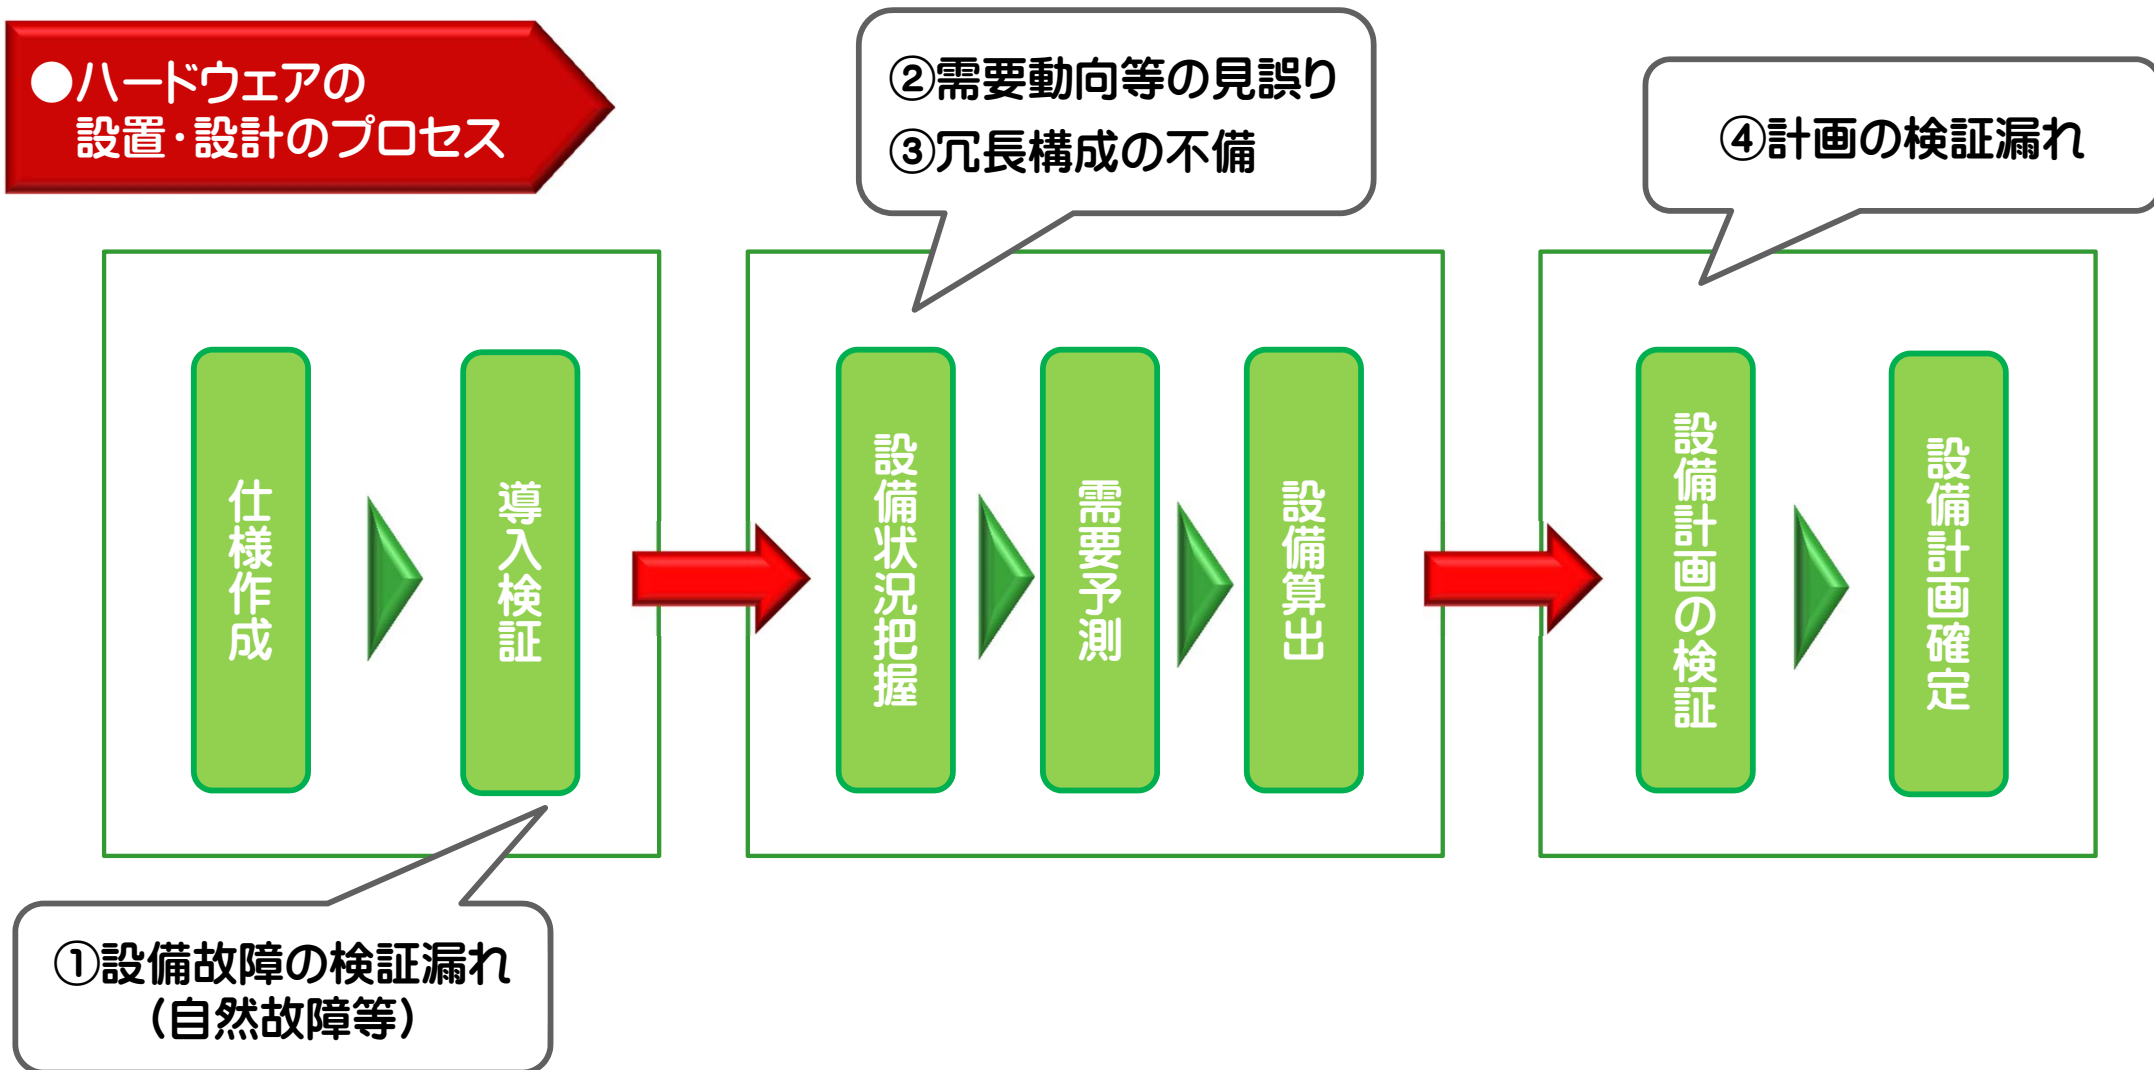 ●ハードウェアの
設置・設計のプロセス
②需要動向等の見誤り
③冗長構成の不備
④計画の検証漏れ
仕様作成
導入検証
設備状況把握
需要予測
設備算出
設備計画の検証
設備計画確定
①設備故障の検証漏れ
(自然故障等)